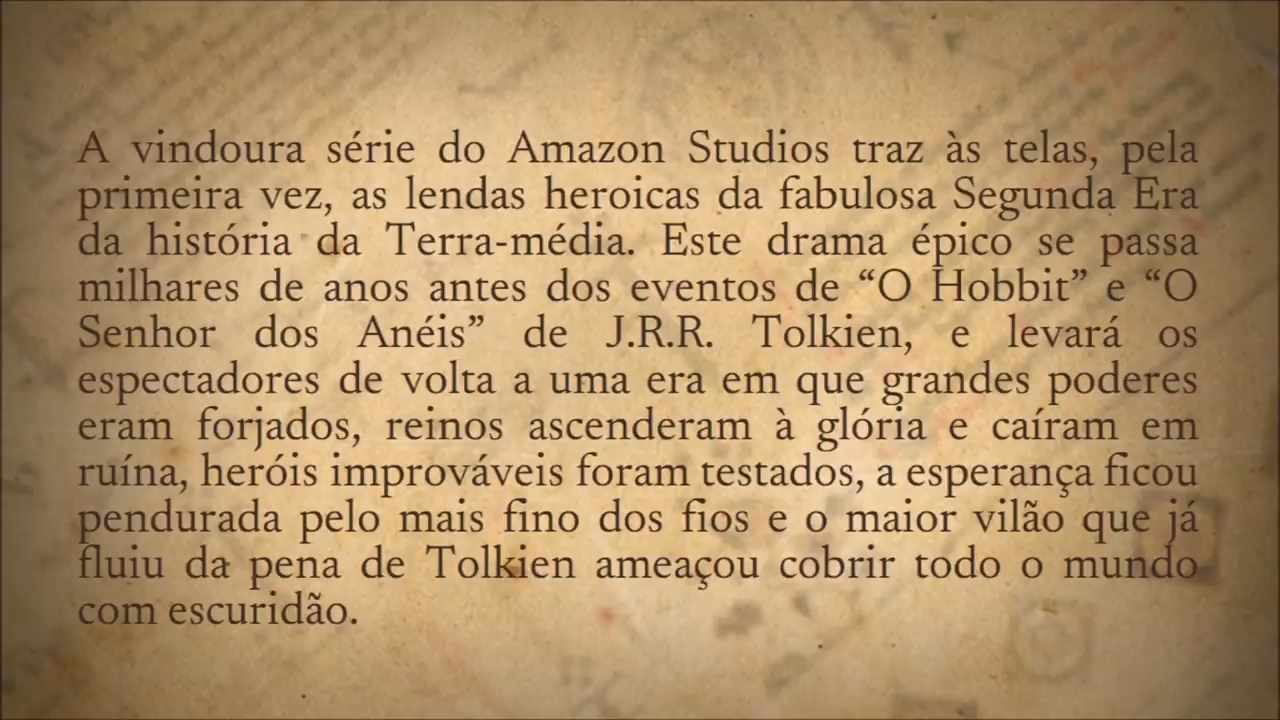 A vindoura série do Amazon Studios traz às telas, pela
primeira vez, as lendas heroicas da fabulosa Segunda Era
da história da Terra-média. Este drama épico se passa
milhares de anos antes dos eventos de “O Hobbit” e “O
Senhor dos Anéis” de J.R.R. Tolkien, e levará os
espectadores de volta a uma era em que grandes poderes
eram forjados, reinos ascenderam à glória e caíram em
ruína, heróis improváveis foram testados, a esperança ficou
pendurada pelo mais fino dos fios e o maior vilão que já
fluiu da pena de Tolkien ameaçou cobrir todo o mundo
com escuridão.